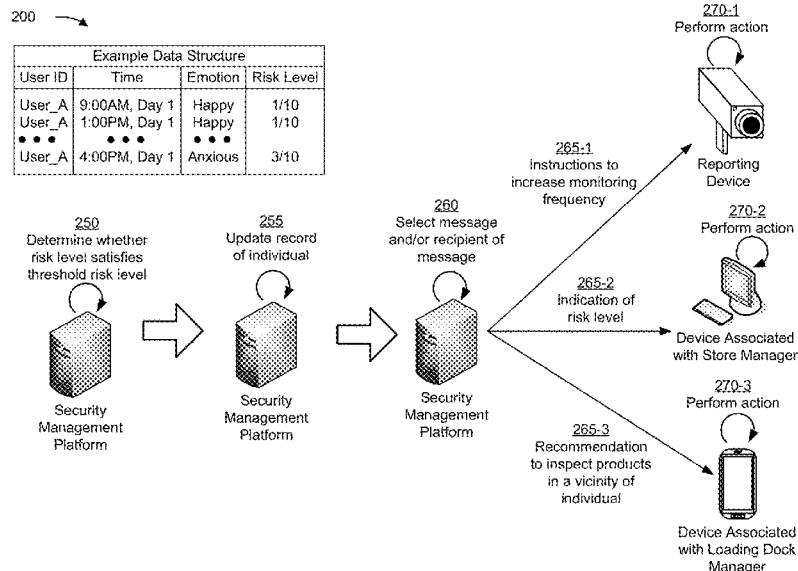 200
Example Data Structure
User ID Time Emotion Risk Level
User_A 9:00AM, Day 1 Happy 1/10
User_A 1:00PM, Day 1 Happy 1/10
User_A 4:00PM, Day 1 Anxious 3/10
250
Determine whether
risk level satisfies
threshold risk level
Security
Management
Platform
255
Update record
of individual
Security
Management
Platform
260
Select message
and/or recipient of
message
Security
Management
Platform
265-1
Instructions to
increase monitoring
frequency
265-2
Indication of
risk level
265-3
Recommendation
to inspect products
in a vicinity of
individual
270-1
Perform action
Reporting
Device
270-2
Perform action
Device Associated
with Store Manager
270-3
Perform action
Device Associated
with Loading Dock
Manager